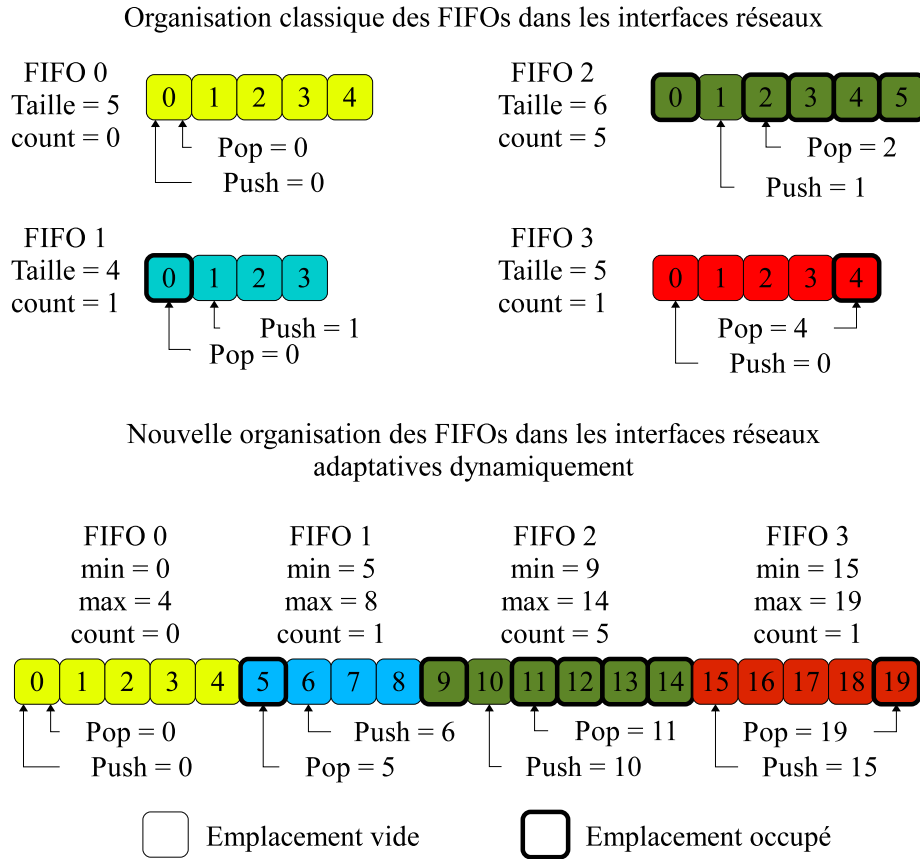 Organisation classique des FIFOs dans les interfaces réseaux
FIFO 0
Taille = 5
count = 0
0 1 2 3 4
Pop = 0
Push = 0
FIFO 2
Taille = 6
count = 5
0 1 2 3 4 5
Pop = 2
Push = 1
FIFO 1
Taille = 4
count = 1
0 1 2 3
Push = 1
Pop = 0
FIFO 3
Taille = 5
count = 1
0 1 2 3 4
Pop = 4
Push = 0
Nouvelle organisation des FIFOs dans les interfaces réseaux
adaptatives dynamiquement
FIFO 0
min = 0
max = 4
count = 0
FIFO 1
min = 5
max = 8
count = 1
FIFO 2
min = 9
max = 14
count = 5
FIFO 3
min = 15
max = 19
count = 1
0 1 2 3 4 5 6 7 8 9 10 11 12 13 14 15 16 17 18 19
Pop = 0
Push = 0
Push = 6
Pop = 5
Pop = 11
Push = 10
Pop = 19
Push = 15
Emplacement vide
Emplacement occupé